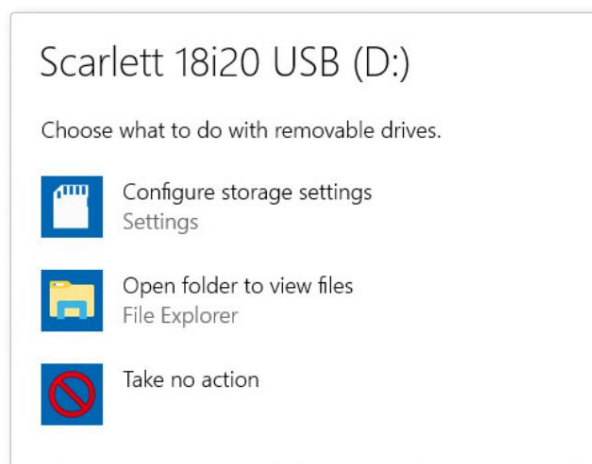 Scarlett 18i20 USB (D:)
Choose what to do with removable drives.
Configure storage settings
Settings
Open folder to view files
File Explorer
Take no action